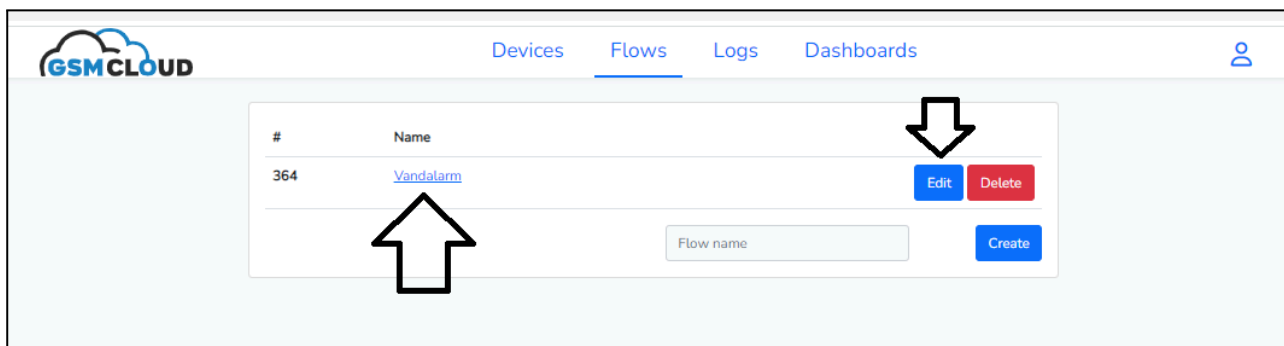 GSMCLOUD
Devices Flows Logs Dashboards
# Name
364 Vandalarm Edit Delete
Flow name Create